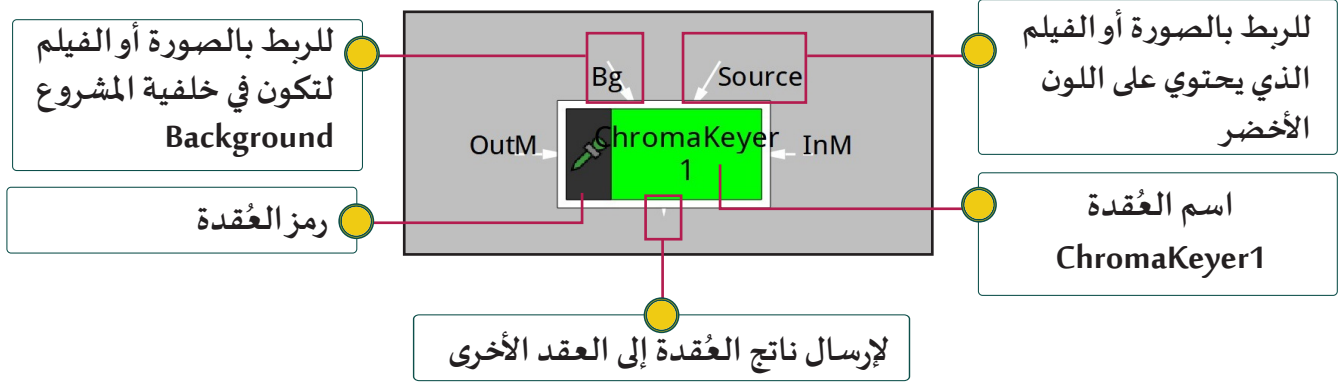 للربط بالصورة أو الفيلم
الذي يحتوي على اللون
الأخضر
للربط بالصورة أو الفيلم
لتكون في خلفية المشروع
Background
Bg
Source
OutM
ChromaKeyer
1
InM
اسم العُقدة
ChromaKeyer1
رمز العُقدة
لإرسال ناتج العُقدة إلى العقد الأخرى